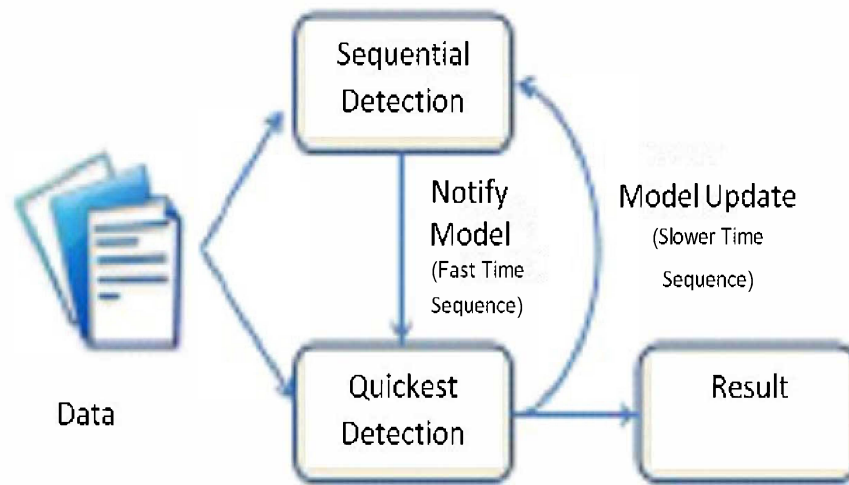 Sequential
Detection
Notify
Model
(Fast Time
Sequence)
Model Update
(Slower Time
Sequence)
Data
Quickest
Detection
Result